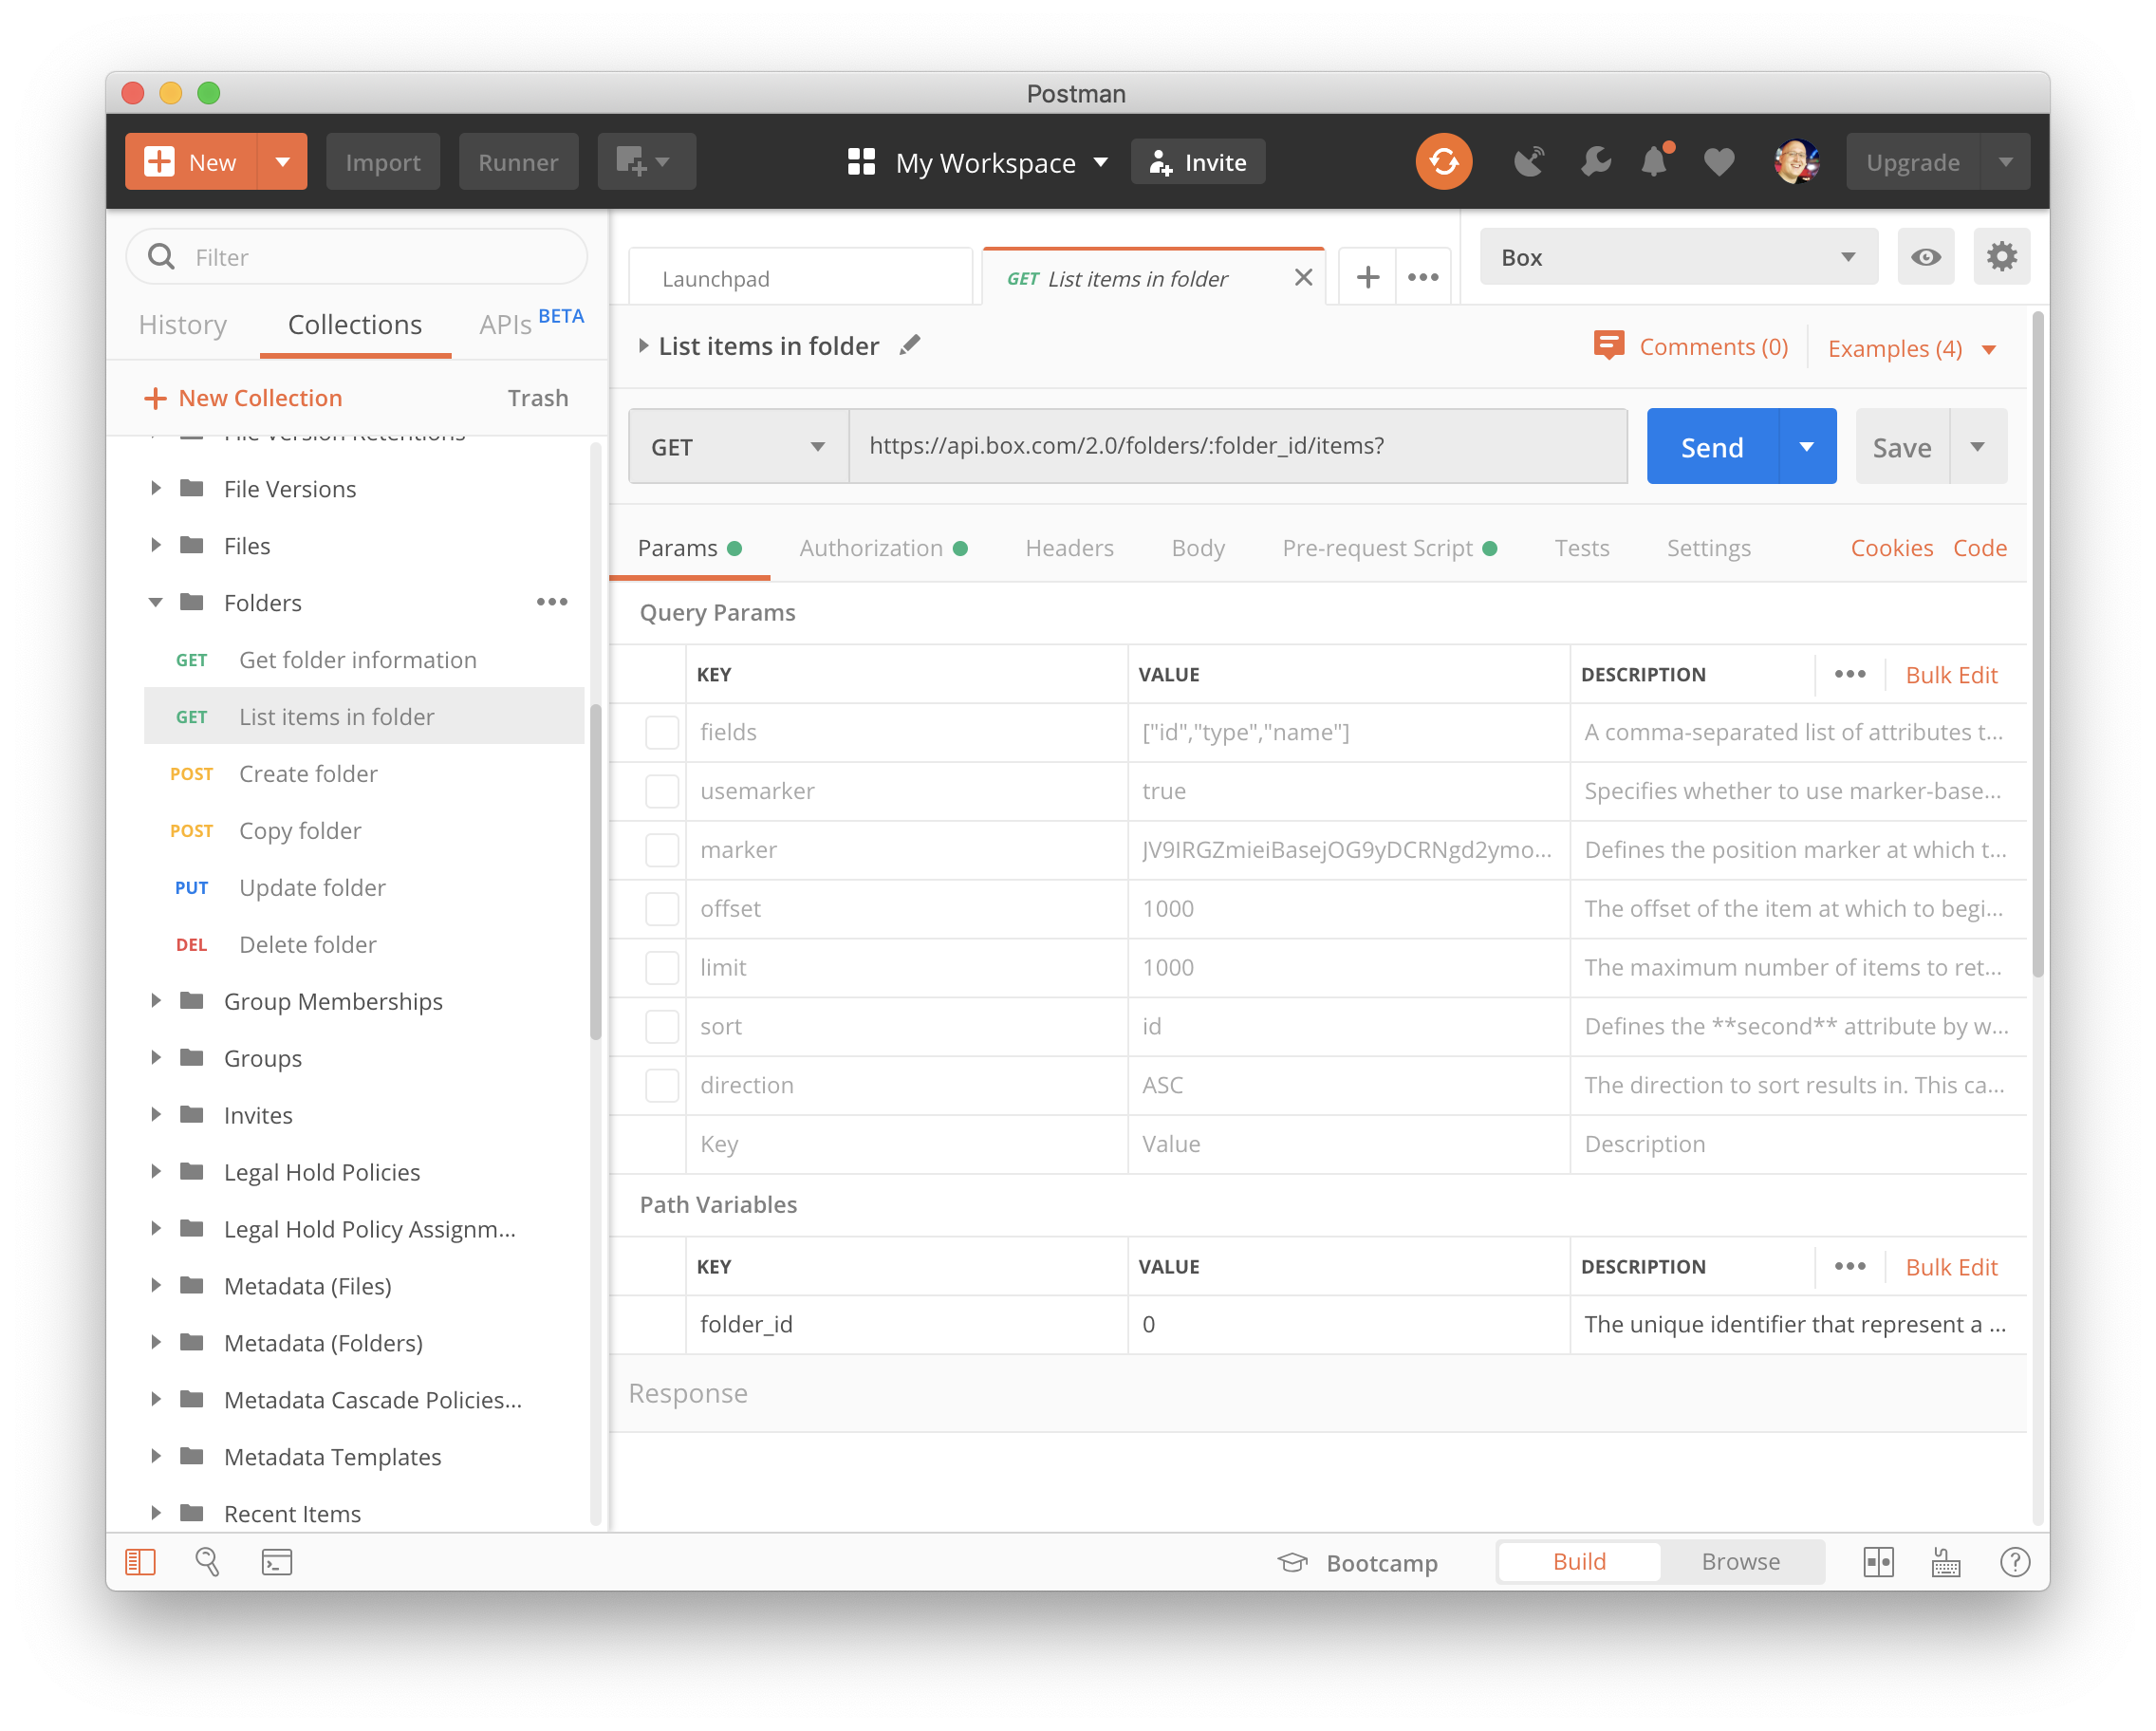 Postman
New
Import
Runner
My Workspace
Invite
Upgrade
Filter
History
Collections
APIs BETA
New Collection
Trash
File Version Retentions
File Versions
Files
Folders
GET Get folder information
GET List items in folder
POST Create folder
POST Copy folder
PUT Update folder
DEL Delete folder
Group Memberships
Groups
Invites
Legal Hold Policies
Legal Hold Policy Assignm...
Metadata (Files)
Metadata (Folders)
Metadata Cascade Policies...
Metadata Templates
Recent Items
Launchpad
GET List items in folder
Box
List items in folder
Comments (0)
Examples (4)
GET
https://api.box.com/2.0/folders/:folder_id/items?
Send
Save
Params
Authorization
Headers
Body
Pre-request Script
Tests
Settings
Cookies
Code
Query Params
KEY VALUE DESCRIPTION Bulk Edit
fields ["id","type","name"] A comma-separated list of attributes t...
usemarker true Specifies whether to use marker-base...
marker JV9IRGZmieiBasejOG9yDCRNgd2ymo... Defines the position marker at which t...
offset 1000 The offset of the item at which to begi...
limit 1000 The maximum number of items to ret...
sort id Defines the **second** attribute by w...
direction ASC The direction to sort results in. This ca...
Key Value Description
Path Variables
KEY VALUE DESCRIPTION Bulk Edit
folder_id 0 The unique identifier that represent a ...
Response
Bootcamp
Build
Browse